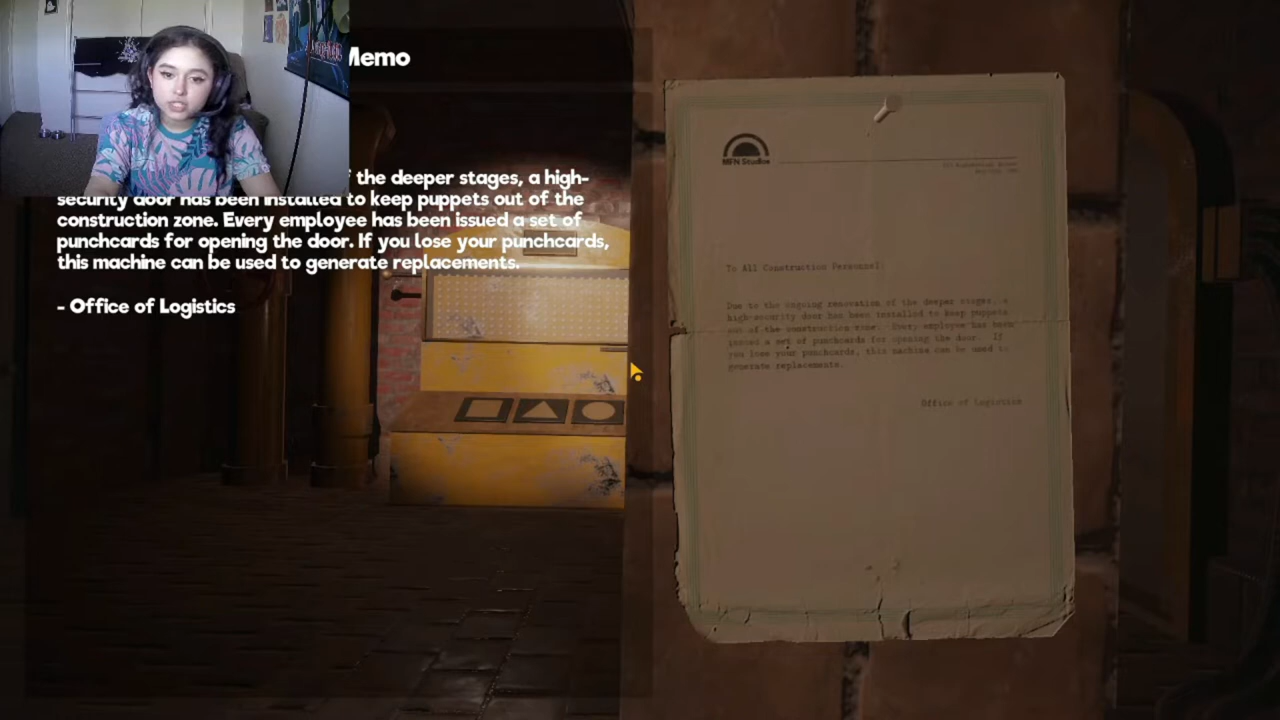 Memo
f the deeper stages, a high-
security door has been installed to keep puppets out of the
construction zone. Every employee has been issued a set of
punchcards for opening the door. If you lose your punchcards,
this machine can be used to generate replacements.
- Office of Logistics
MFN Studios
To All Construction Personnel:
Due to the ongoing renovation of the deeper stages, a
high-security door has been installed to keep puppets
out of the construction zone. Every employee has been
issued a set of punchcards for opening the door. If
you lose your punchcards, this machine can be used to
generate replacements.
Office of Logistics